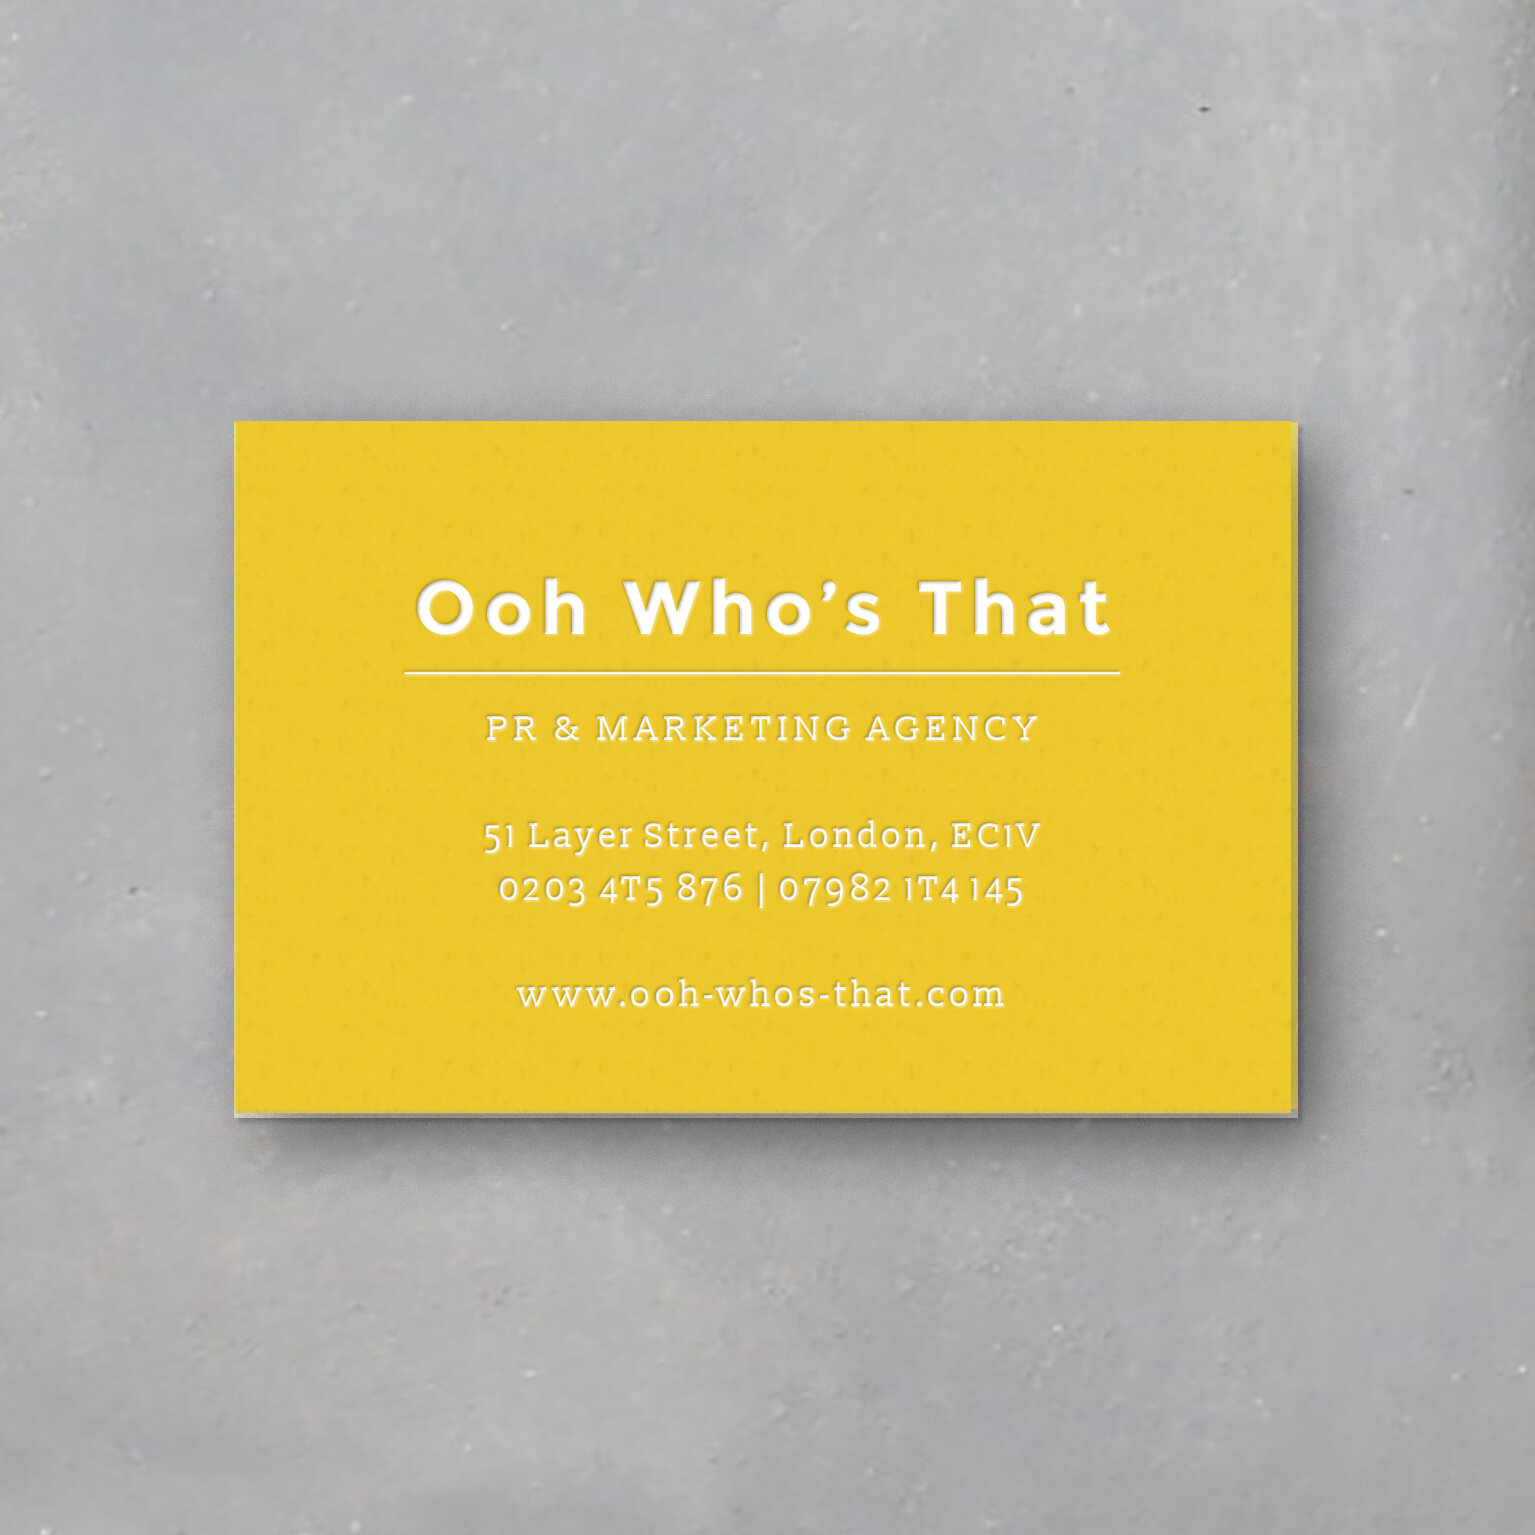 Ooh Who’s That
PR & MARKETING AGENCY
51 Layer Street, London, EC1V
0203 4T5 876 | 07982 1T4 145
www.ooh-whos-that.com